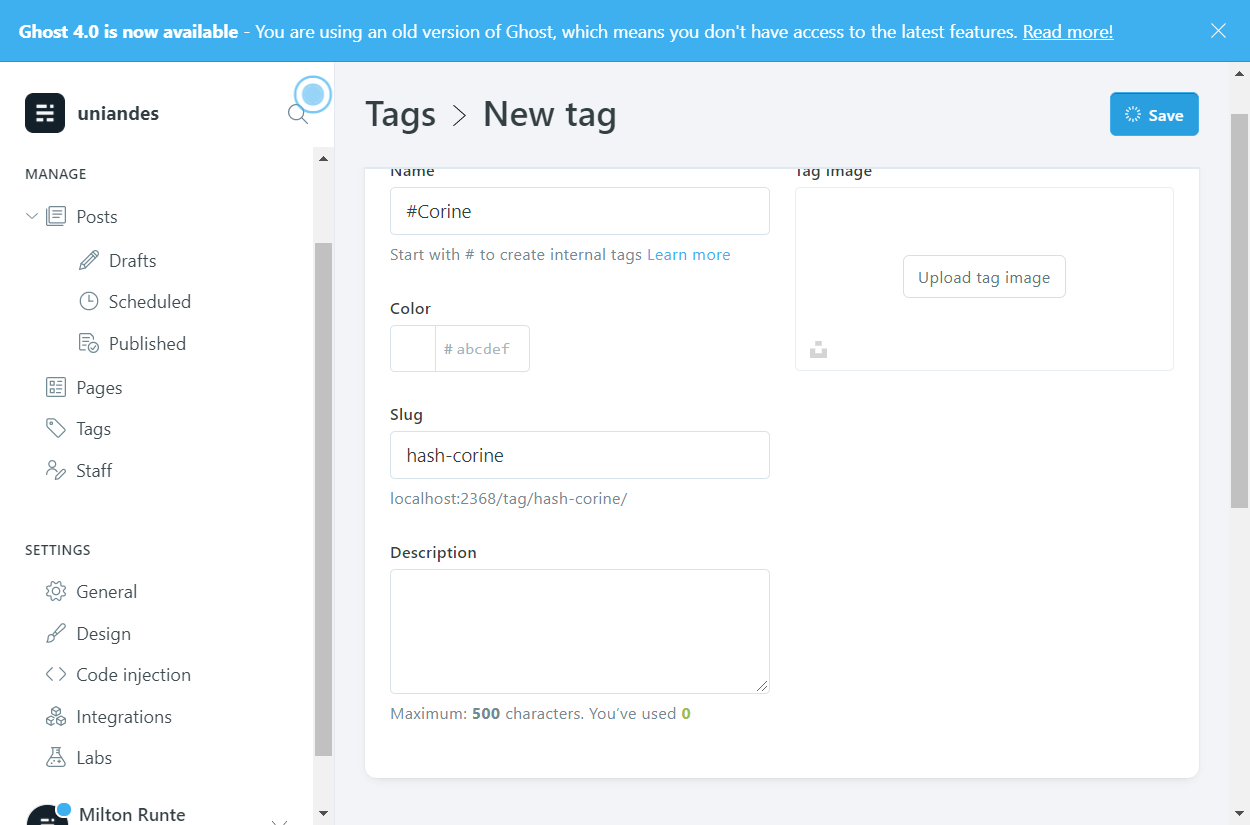 Ghost 4.0 is now available - You are using an old version of Ghost, which means you don't have access to the latest features. Read more!
uniandes
MANAGE
Posts
Drafts
Scheduled
Published
Pages
Tags
Staff
SETTINGS
General
Design
Code injection
Integrations
Labs
Milton Runte
Tags > New tag
Save
Name
#Corine
Start with # to create internal tags Learn more
Color
# abcdef
Slug
hash-corine
localhost:2368/tag/hash-corine/
Description
Maximum: 500 characters. You’ve used 0
Tag image
Upload tag image